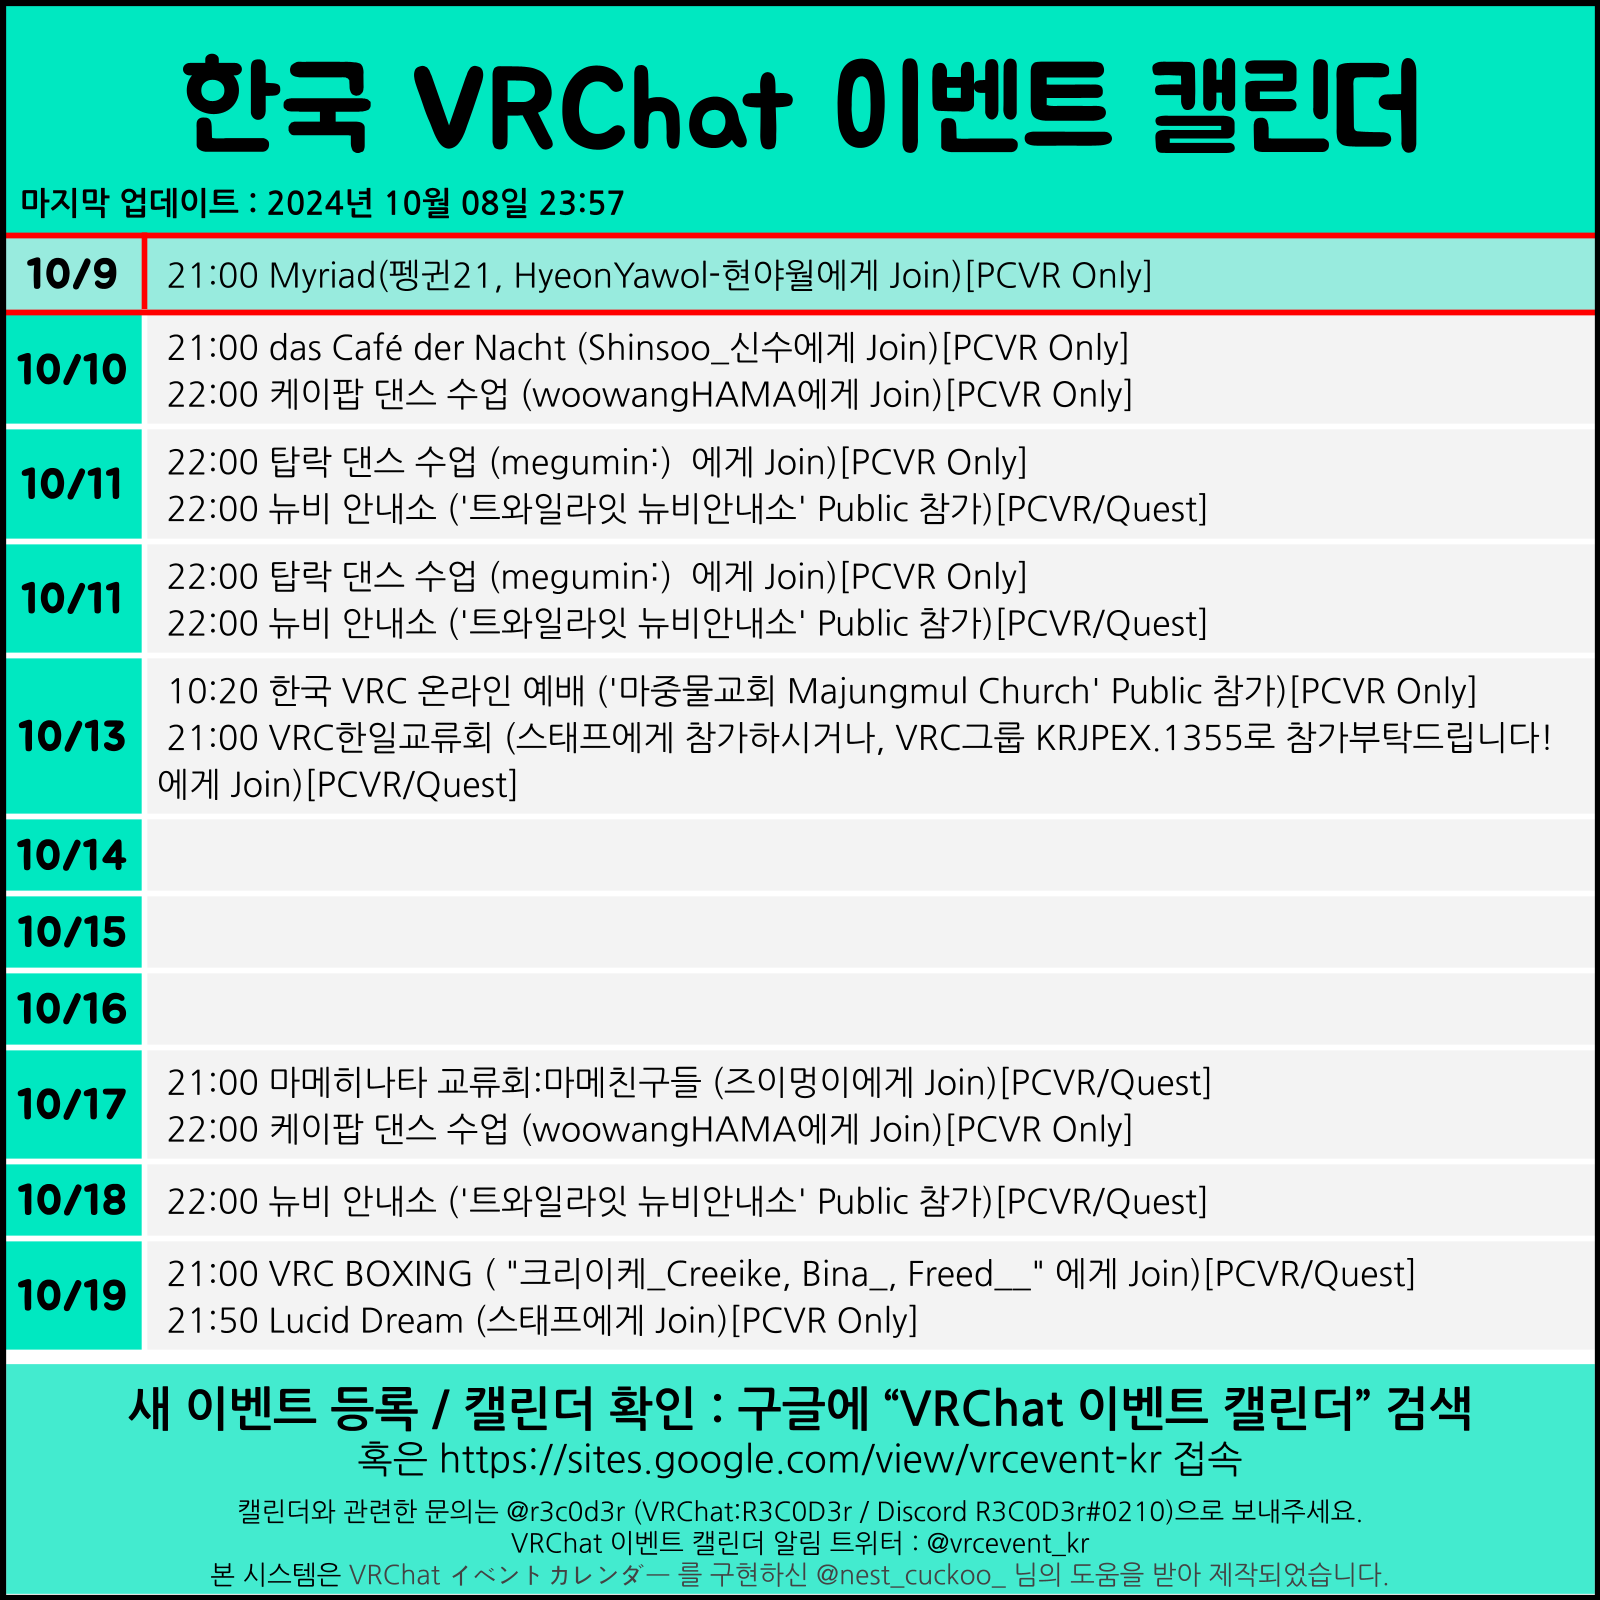 한국 VRChat 이벤트 캘린더
마지막 업데이트 : 2024년 10월 08일 23:57
10/9
21:00 Myriad(펭귄21, HyeonYawol-현야월에게 Join)[PCVR Only]
10/10
21:00 das Café der Nacht (Shinsoo_신수에게 Join)[PCVR Only]
22:00 케이팝 댄스 수업 (woowangHAMA에게 Join)[PCVR Only]
10/11
22:00 탑락 댄스 수업 (megumin:)  에게 Join)[PCVR Only]
22:00 뉴비 안내소 ('트와일라잇 뉴비안내소' Public 참가)[PCVR/Quest]
10/11
22:00 탑락 댄스 수업 (megumin:)  에게 Join)[PCVR Only]
22:00 뉴비 안내소 ('트와일라잇 뉴비안내소' Public 참가)[PCVR/Quest]
10/13
10:20 한국 VRC 온라인 예배 ('마중물교회 Majungmul Church' Public 참가)[PCVR Only]
21:00 VRC한일교류회 (스태프에게 참가하시거나, VRC그룹 KRJPEX.1355로 참가부탁드립니다!
에게 Join)[PCVR/Quest]
10/14
10/15
10/16
10/17
21:00 마메히나타 교류회:마메친구들 (즈이멍이에게 Join)[PCVR/Quest]
22:00 케이팝 댄스 수업 (woowangHAMA에게 Join)[PCVR Only]
10/18
22:00 뉴비 안내소 ('트와일라잇 뉴비안내소' Public 참가)[PCVR/Quest]
10/19
21:00 VRC BOXING ( "크리이케_Creeike, Bina_, Freed__" 에게 Join)[PCVR/Quest]
21:50 Lucid Dream (스태프에게 Join)[PCVR Only]
새 이벤트 등록 / 캘린더 확인 : 구글에 “VRChat 이벤트 캘린더” 검색
혹은 https://sites.google.com/view/vrcevent-kr 접속
캘린더와 관련한 문의는 @r3c0d3r (VRChat:R3C0D3r / Discord R3C0D3r#0210)으로 보내주세요.
VRChat 이벤트 캘린더 알림 트위터 : @vrcevent_kr
본 시스템은 VRChat イベントカレンダー 를 구현하신 @nest_cuckoo_ 님의 도움을 받아 제작되었습니다.